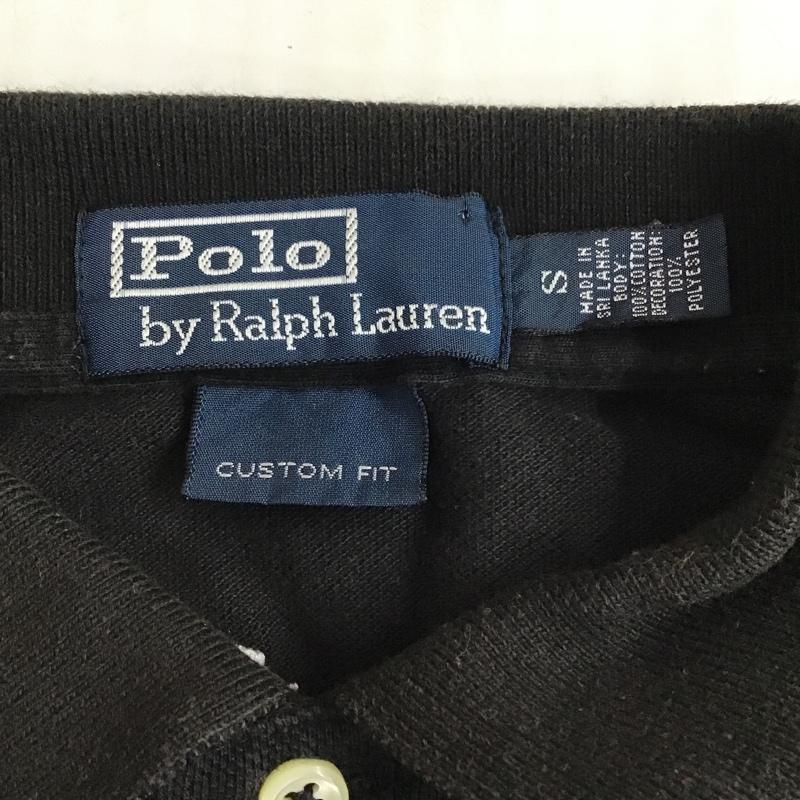 Polo
by Ralph Lauren
S
MADE IN
SRI LANKA
BODY:
100%COTTON
DECORATION:
100%
POLYESTER
CUSTOM FIT